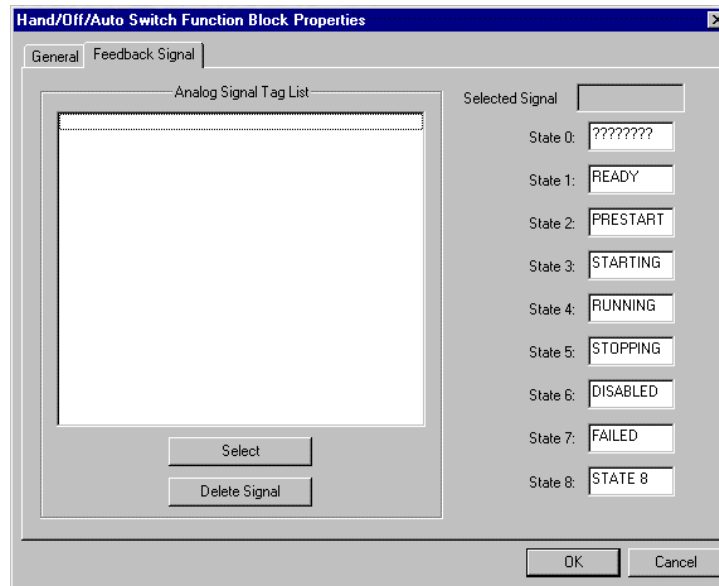 Hand/Off/Auto Switch Function Block Properties
General
Feedback Signal
Analog Signal Tag List
Selected Signal
State 0: ????????
State 1: READY
State 2: PRESTART
State 3: STARTING
State 4: RUNNING
State 5: STOPPING
State 6: DISABLED
State 7: FAILED
State 8: STATE 8
Select
Delete Signal
OK
Cancel